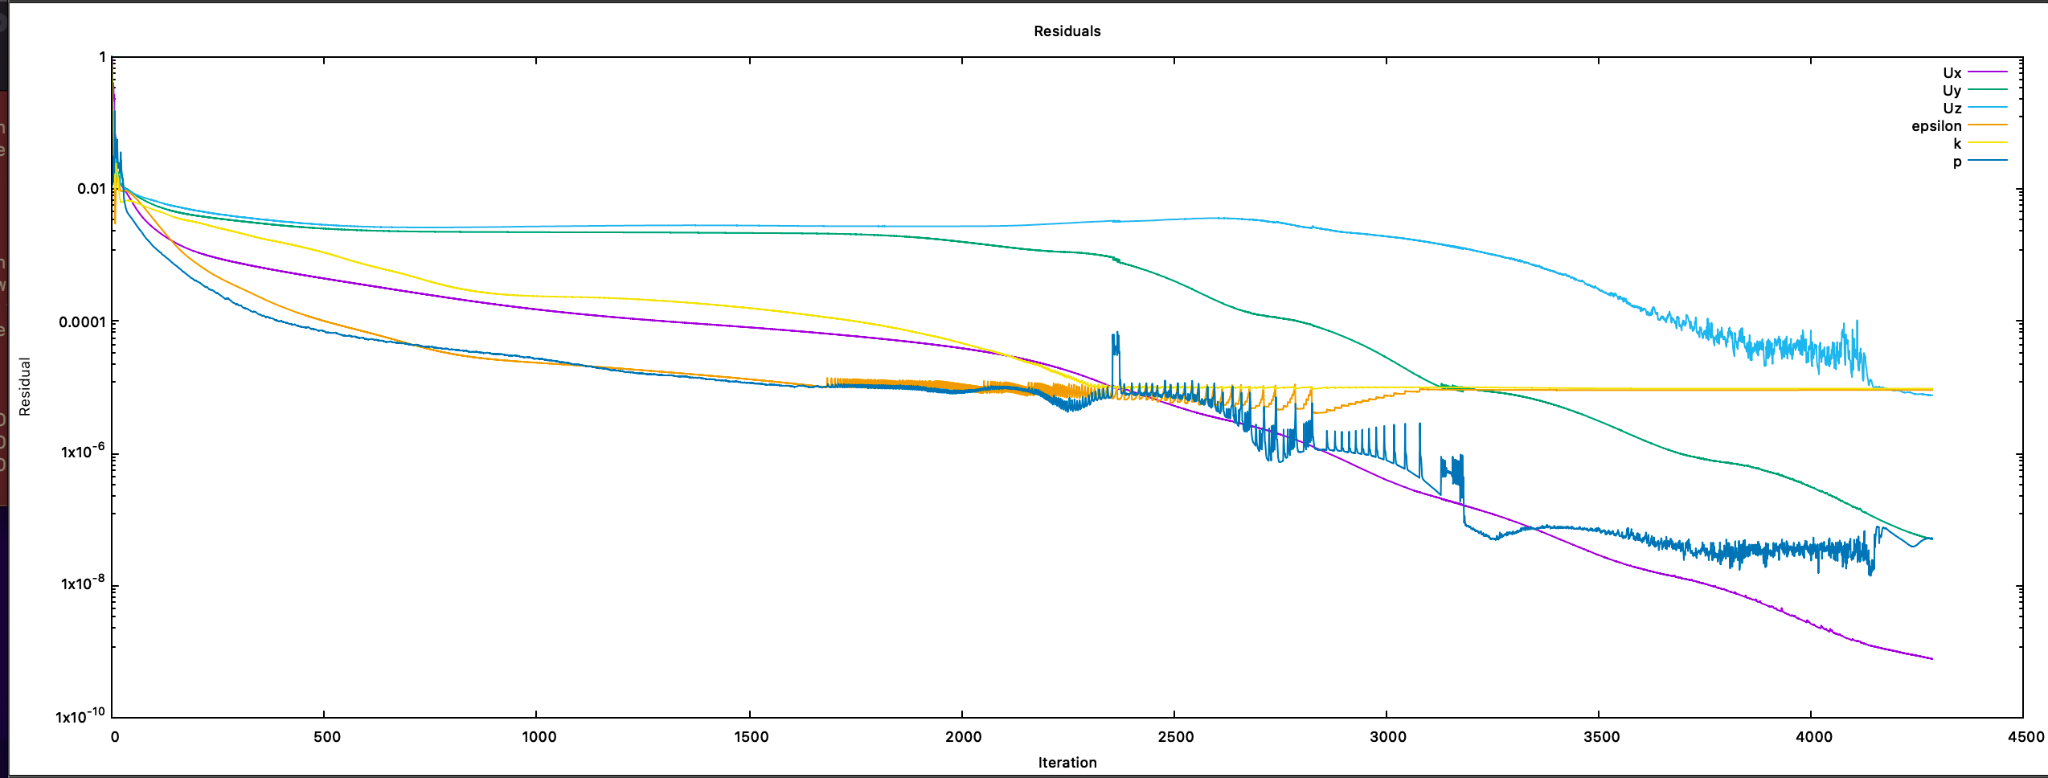 Residuals
1
0.01
0.0001
1x10⁻⁶
1x10⁻⁸
1x10⁻¹⁰
Residual
Ux
Uy
Uz
epsilon
k
p
0 500 1000 1500 2000 2500 3000 3500 4000 4500
Iteration